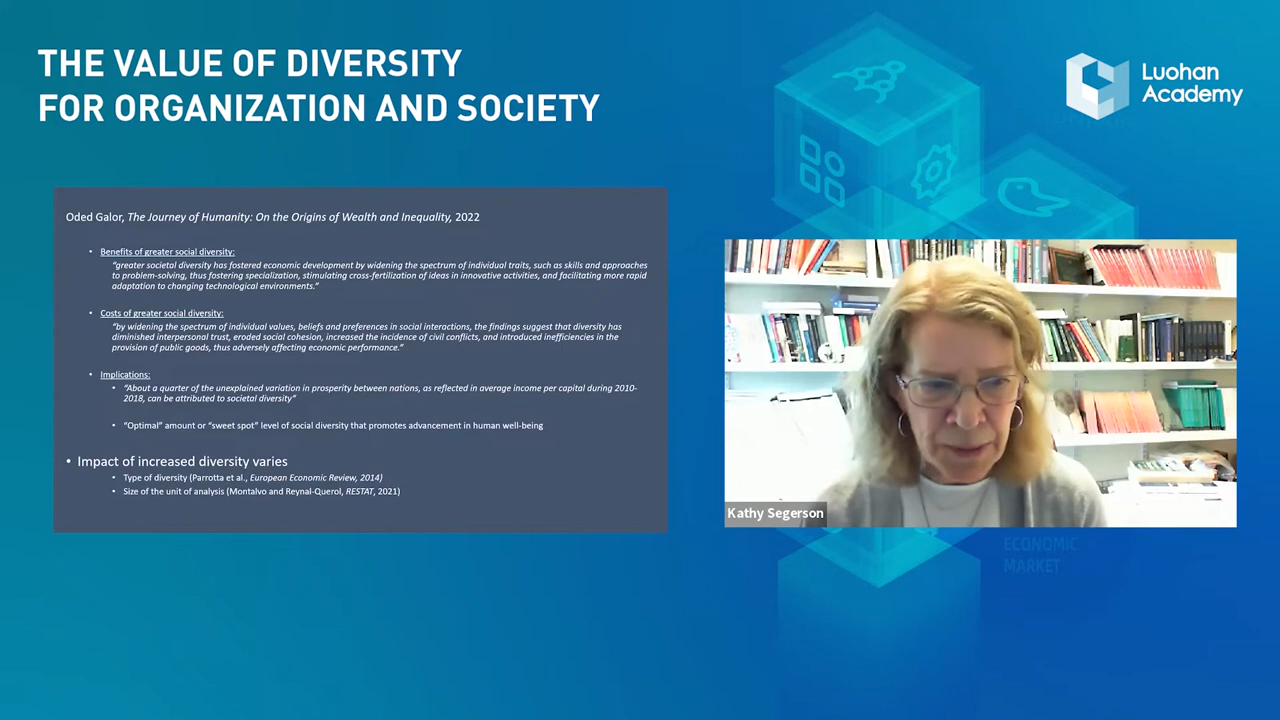 THE VALUE OF DIVERSITY
FOR ORGANIZATION AND SOCIETY
Luohan
Academy
Oded Galor, The Journey of Humanity: On the Origins of Wealth and Inequality, 2022
• Benefits of greater social diversity:
"greater societal diversity has fostered economic development by widening the spectrum of individual traits, such as skills and approaches
to problem-solving, thus fostering specialization, stimulating cross-fertilization of ideas in innovative activities, and facilitating more rapid
adaptation to changing technological environments."
• Costs of greater social diversity:
"by widening the spectrum of individual values, beliefs and preferences in social interactions, the findings suggest that diversity has
diminished interpersonal trust, eroded social cohesion, increased the incidence of civil conflicts, and introduced inefficiencies in the
provision of public goods, thus adversely affecting economic performance."
• Implications:
• "About a quarter of the unexplained variation in prosperity between nations, as reflected in average income per capital during 2010-
2018, can be attributed to societal diversity"
• "Optimal" amount or "sweet spot" level of social diversity that promotes advancement in human well-being
• Impact of increased diversity varies
• Type of diversity (Parrotta et al., European Economic Review, 2014)
• Size of the unit of analysis (Montalvo and Reynal-Querol, RESTAT, 2021)
Kathy Segerson
ECONOMIC
MARKET